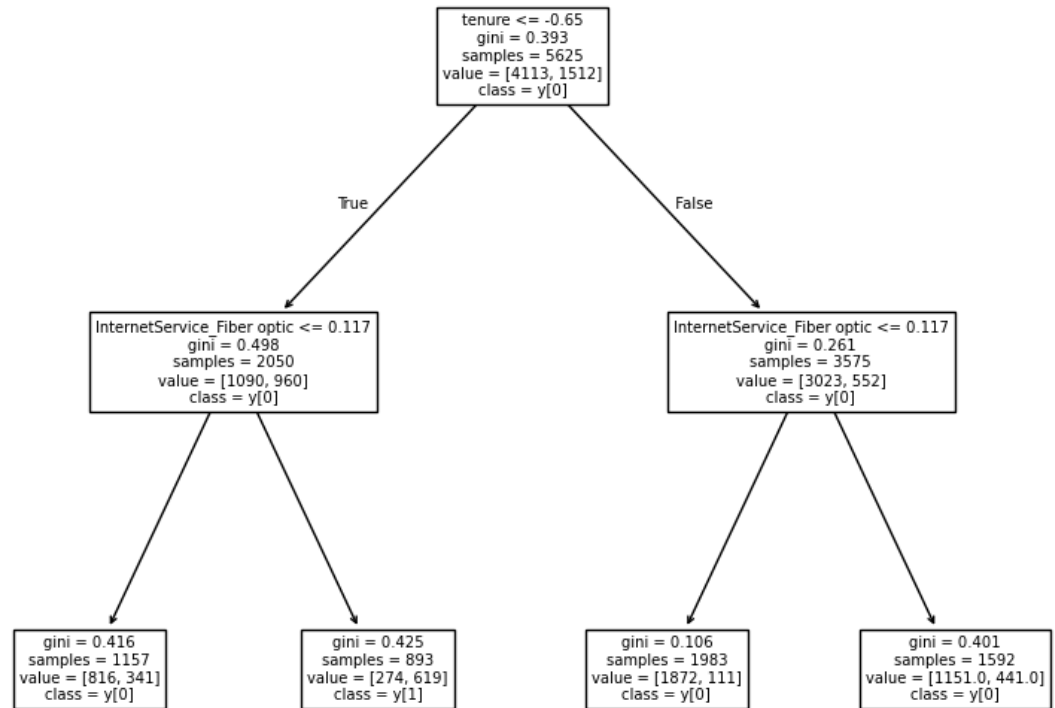 tenure <= -0.65
gini = 0.393
samples = 5625
value = [4113, 1512]
class = y[0]
True
False
InternetService_Fiber optic <= 0.117
gini = 0.498
samples = 2050
value = [1090, 960]
class = y[0]
InternetService_Fiber optic <= 0.117
gini = 0.261
samples = 3575
value = [3023, 552]
class = y[0]
gini = 0.416
samples = 1157
value = [816, 341]
class = y[0]
gini = 0.425
samples = 893
value = [274, 619]
class = y[1]
gini = 0.106
samples = 1983
value = [1872, 111]
class = y[0]
gini = 0.401
samples = 1592
value = [1151.0, 441.0]
class = y[0]